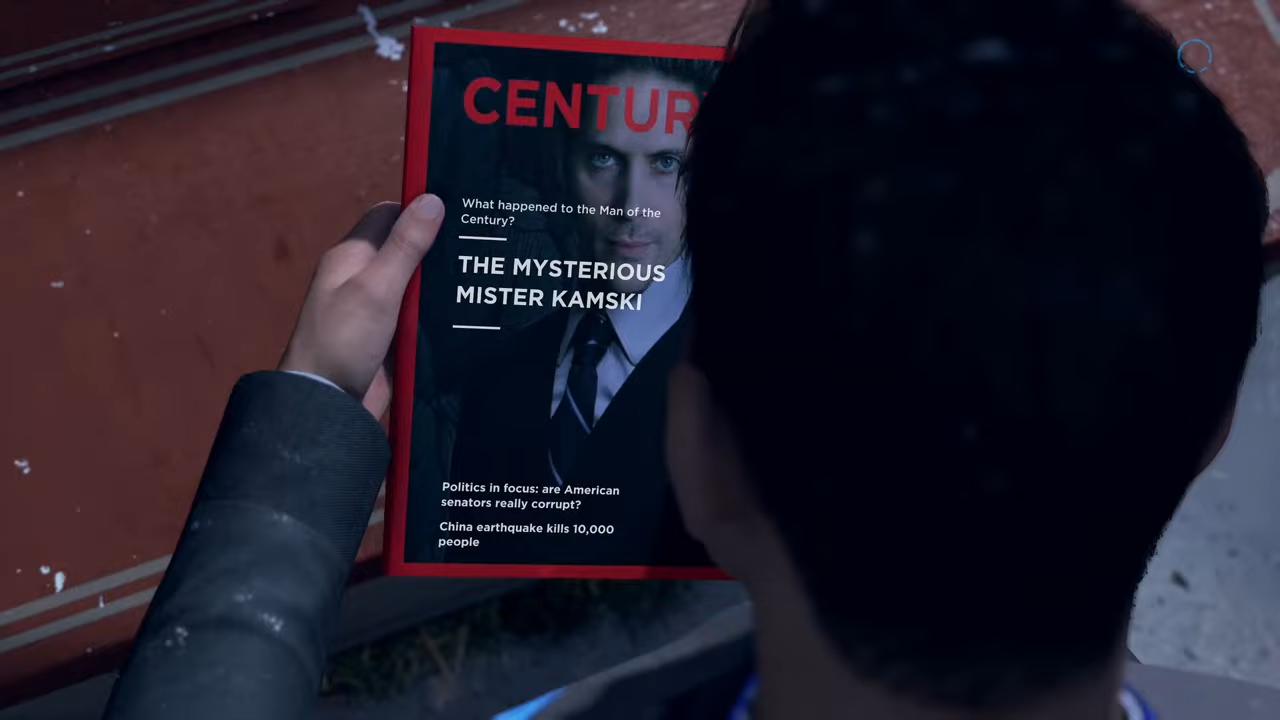 CENTURY
What happened to the Man of the
Century?
THE MYSTERIOUS
MISTER KAMSKI
Politics in focus: are American
senators really corrupt?
China earthquake kills 10,000
people